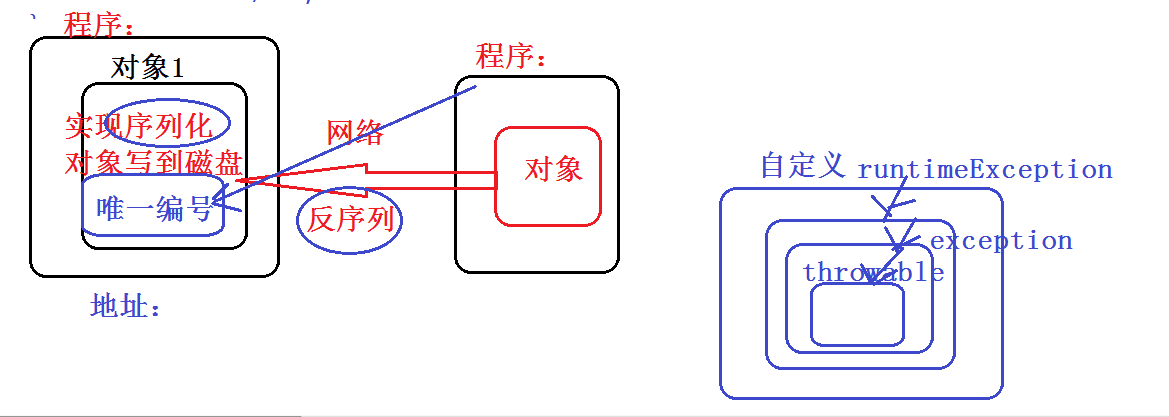 程序：
对象1
实现序列化
对象写到磁盘
唯一编号
地址：
网络
反序列
程序：
对象
自定义 runtimeException
exception
throwable